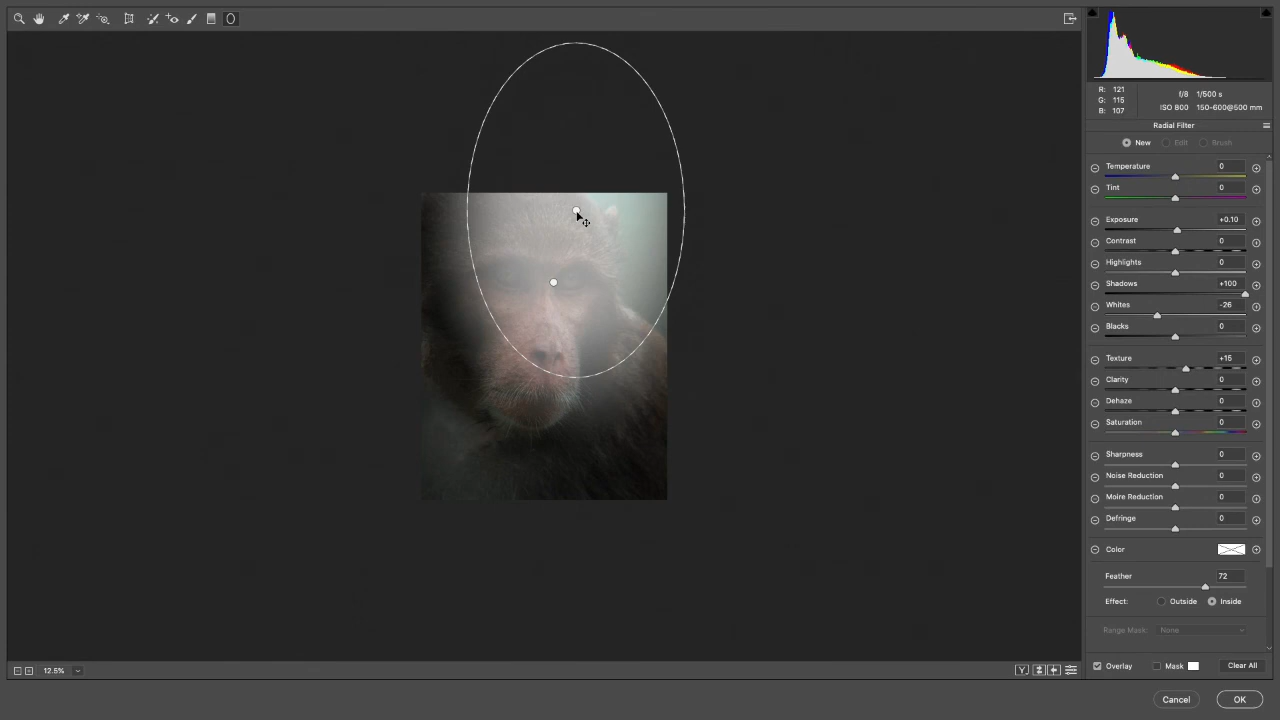 R: 121
G: 115
B: 107
f/8 1/500 s
ISO 800 150-600@500 mm
Radial Filter
New Edit Brush
Temperature 0
Tint 0
Exposure +0.10
Contrast 0
Highlights 0
Shadows +100
Whites -26
Blacks 0
Texture +15
Clarity 0
Dehaze 0
Saturation 0
Sharpness 0
Noise Reduction 0
Moire Reduction 0
Defringe 0
Color
Feather 72
Effect: Outside Inside
Range Mask: None
12.5% Y Overlay Mask Clear All
Cancel OK